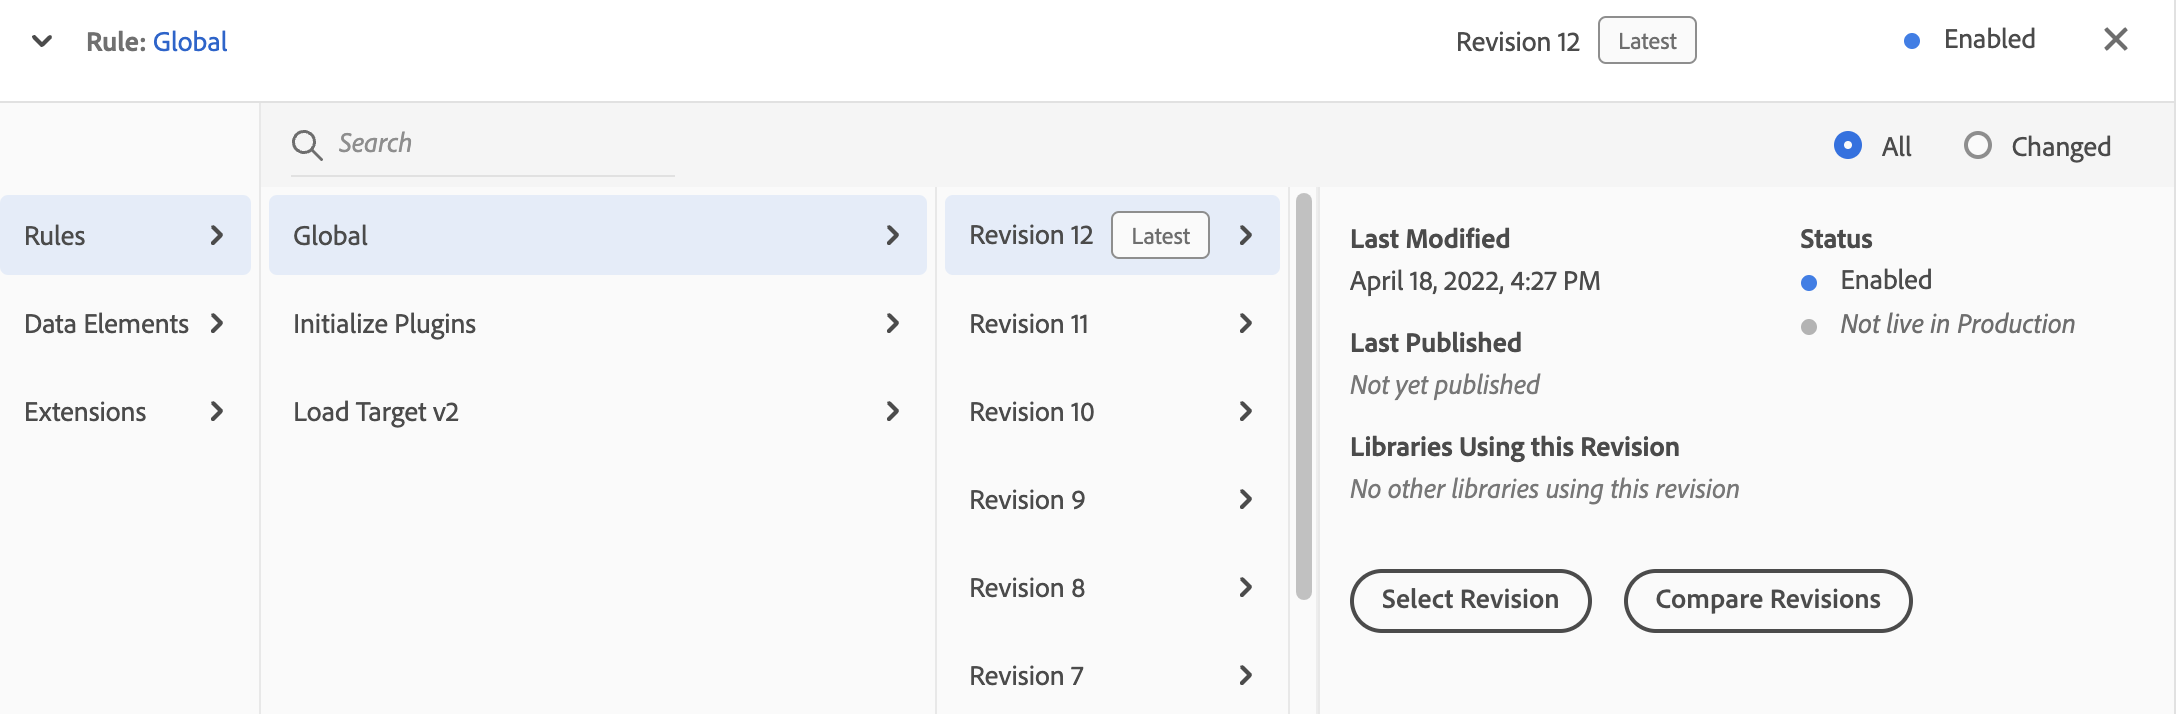 Rule: Global
Revision 12 Latest
Enabled
Search
All
Changed
Rules
Data Elements
Extensions
Global
Initialize Plugins
Load Target v2
Revision 12 Latest
Revision 11
Revision 10
Revision 9
Revision 8
Revision 7
Last Modified
April 18, 2022, 4:27 PM
Last Published
Not yet published
Libraries Using this Revision
No other libraries using this revision
Status
Enabled
Not live in Production
Select Revision
Compare Revisions